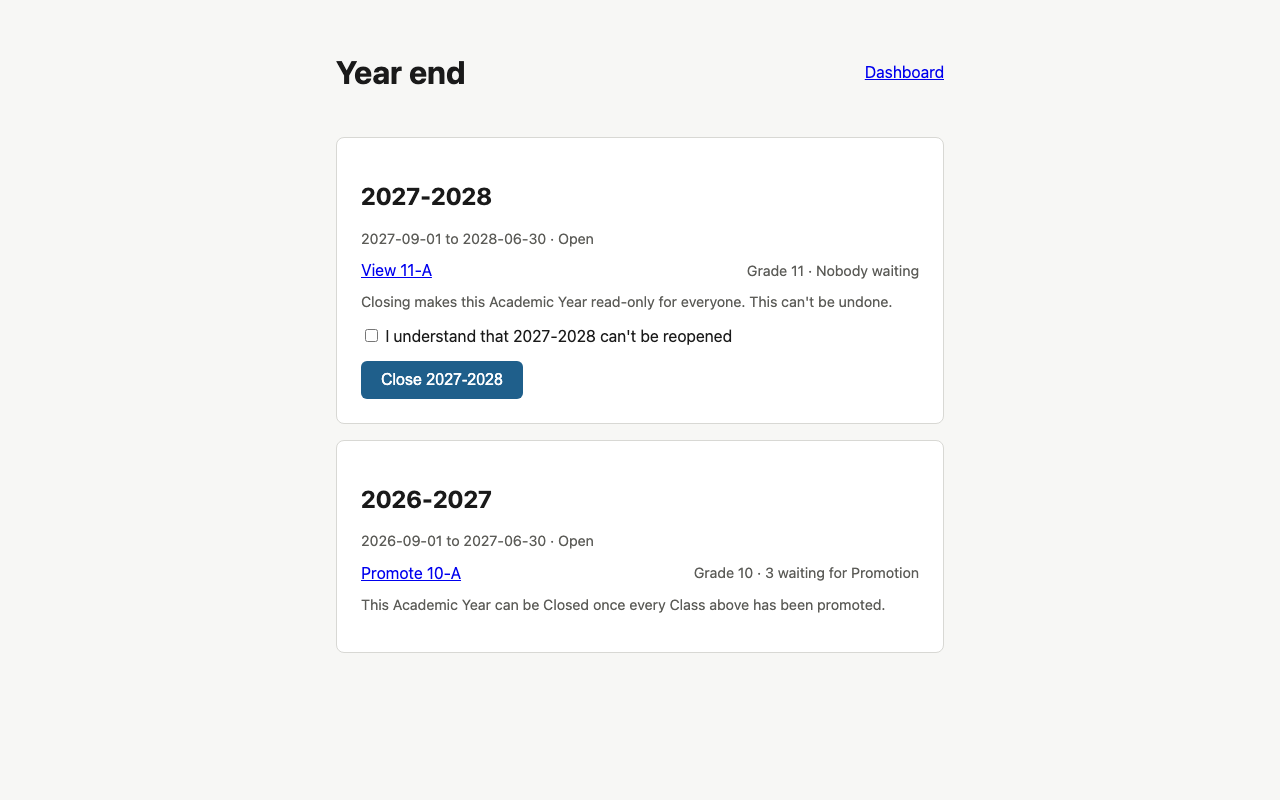 Year end
Dashboard
2027-2028
2027-09-01 to 2028-06-30 · Open
View 11-A
Grade 11 · Nobody waiting
Closing makes this Academic Year read-only for everyone. This can't be undone.
I understand that 2027-2028 can't be reopened
Close 2027-2028
2026-2027
2026-09-01 to 2027-06-30 · Open
Promote 10-A
Grade 10 · 3 waiting for Promotion
This Academic Year can be Closed once every Class above has been promoted.